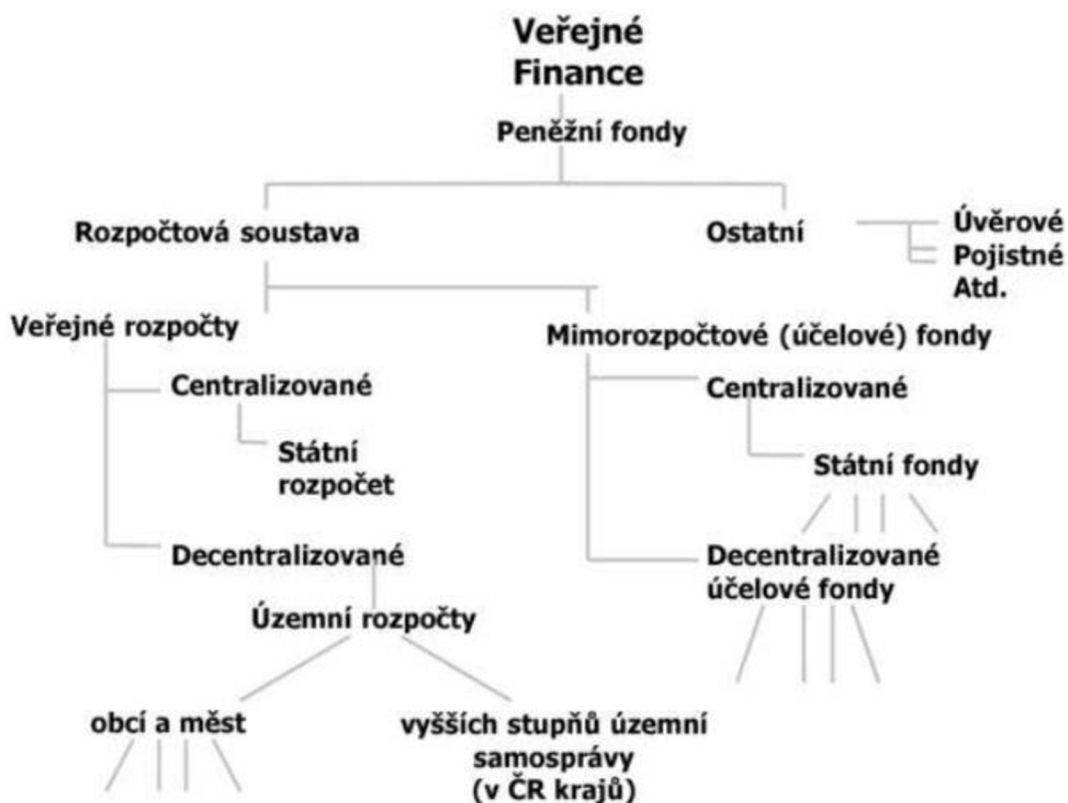 Veřejné
Finance
Peněžní fondy
Rozpočtová soustava
Ostatní
Úvěrové
Pojistné
Atd.
Veřejné rozpočty
Mimorozpočtové (účelové) fondy
Centralizované
Centralizované
Státní
rozpočet
Státní fondy
Decentralizované
Decentralizované
účelové fondy
Územní rozpočty
obcí a měst
vyšších stupňů územní
samosprávy
(v ČR krajů)